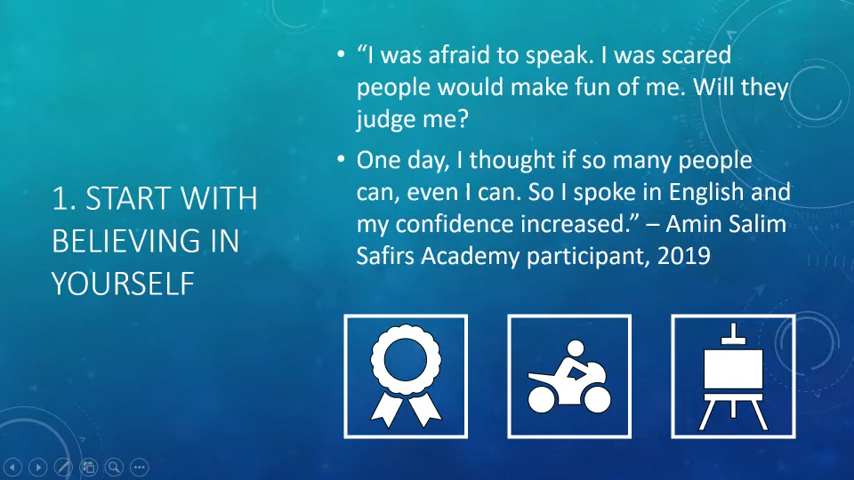 1. START WITH
BELIEVING IN
YOURSELF
• “I was afraid to speak. I was scared
people would make fun of me. Will they
judge me?
• One day, I thought if so many people
can, even I can. So I spoke in English and
my confidence increased.” – Amin Salim
Safirs Academy participant, 2019